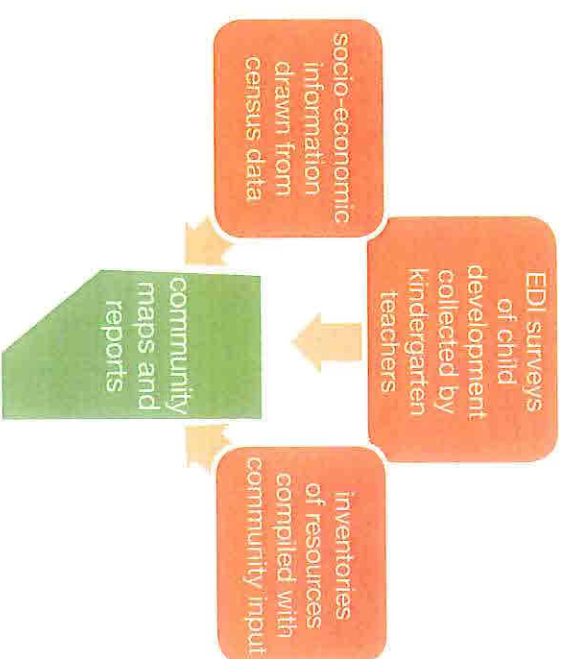 EDI surveys
of child
development
collected by
kindergarten
teachers
socio-economic
information
drawn from
census data
inventories
of resources
compiled with
community input
community
maps and
reports